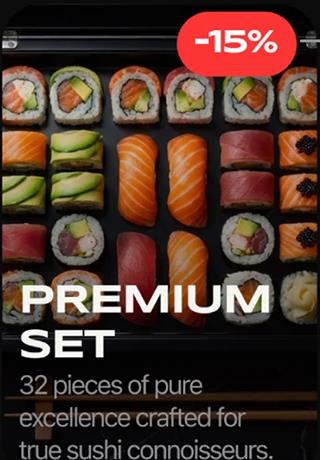 -15%
PREMIUM
SET
32 pieces of pure
excellence crafted for
true sushi connoisseurs.